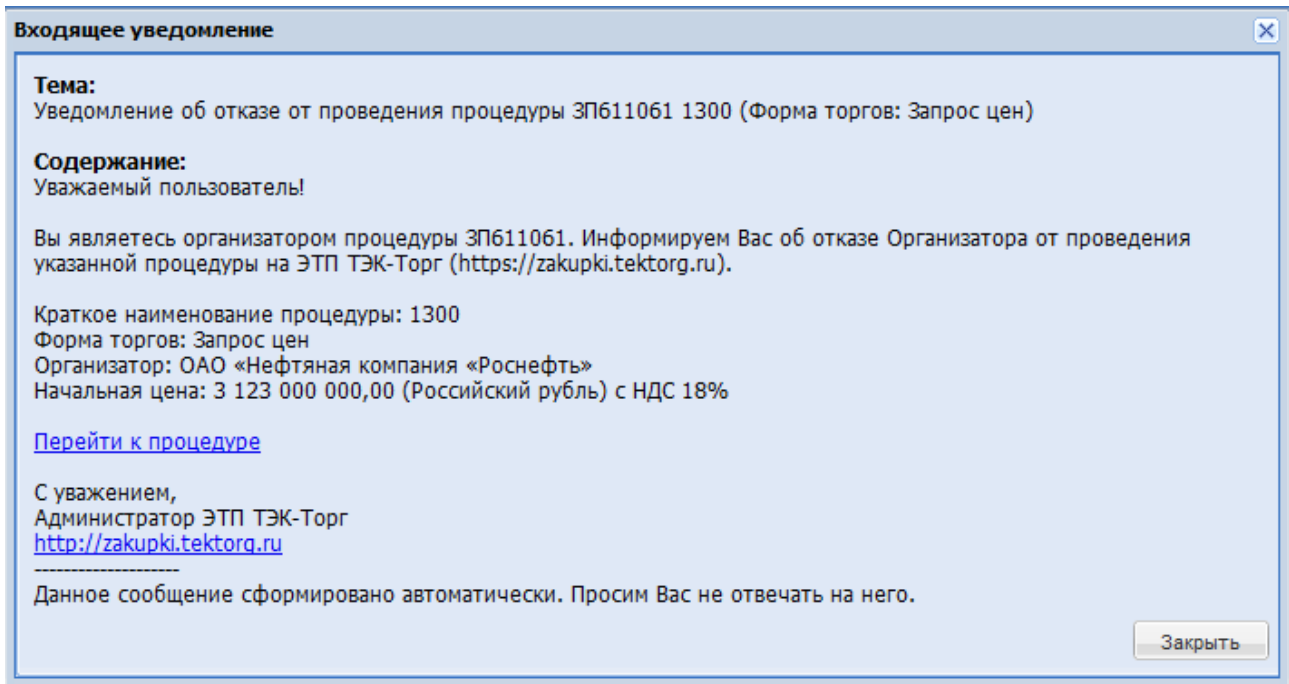 Входящее уведомление
Тема:
Уведомление об отказе от проведения процедуры ЗП611061 1300 (Форма торгов: Запрос цен)
Содержание:
Уважаемый пользователь!
Вы являетесь организатором процедуры ЗП611061. Информируем Вас об отказе Организатора от проведения
указанной процедуры на ЭТП ТЭК-Торг (https://zakupki.tektorg.ru).
Краткое наименование процедуры: 1300
Форма торгов: Запрос цен
Организатор: ОАО «Нефтяная компания «Роснефть»
Начальная цена: 3 123 000 000,00 (Российский рубль) с НДС 18%
Перейти к процедуре
С уважением,
Администратор ЭТП ТЭК-Торг
http://zakupki.tektorg.ru
--------------------
Данное сообщение сформировано автоматически. Просим Вас не отвечать на него.
Закрыть